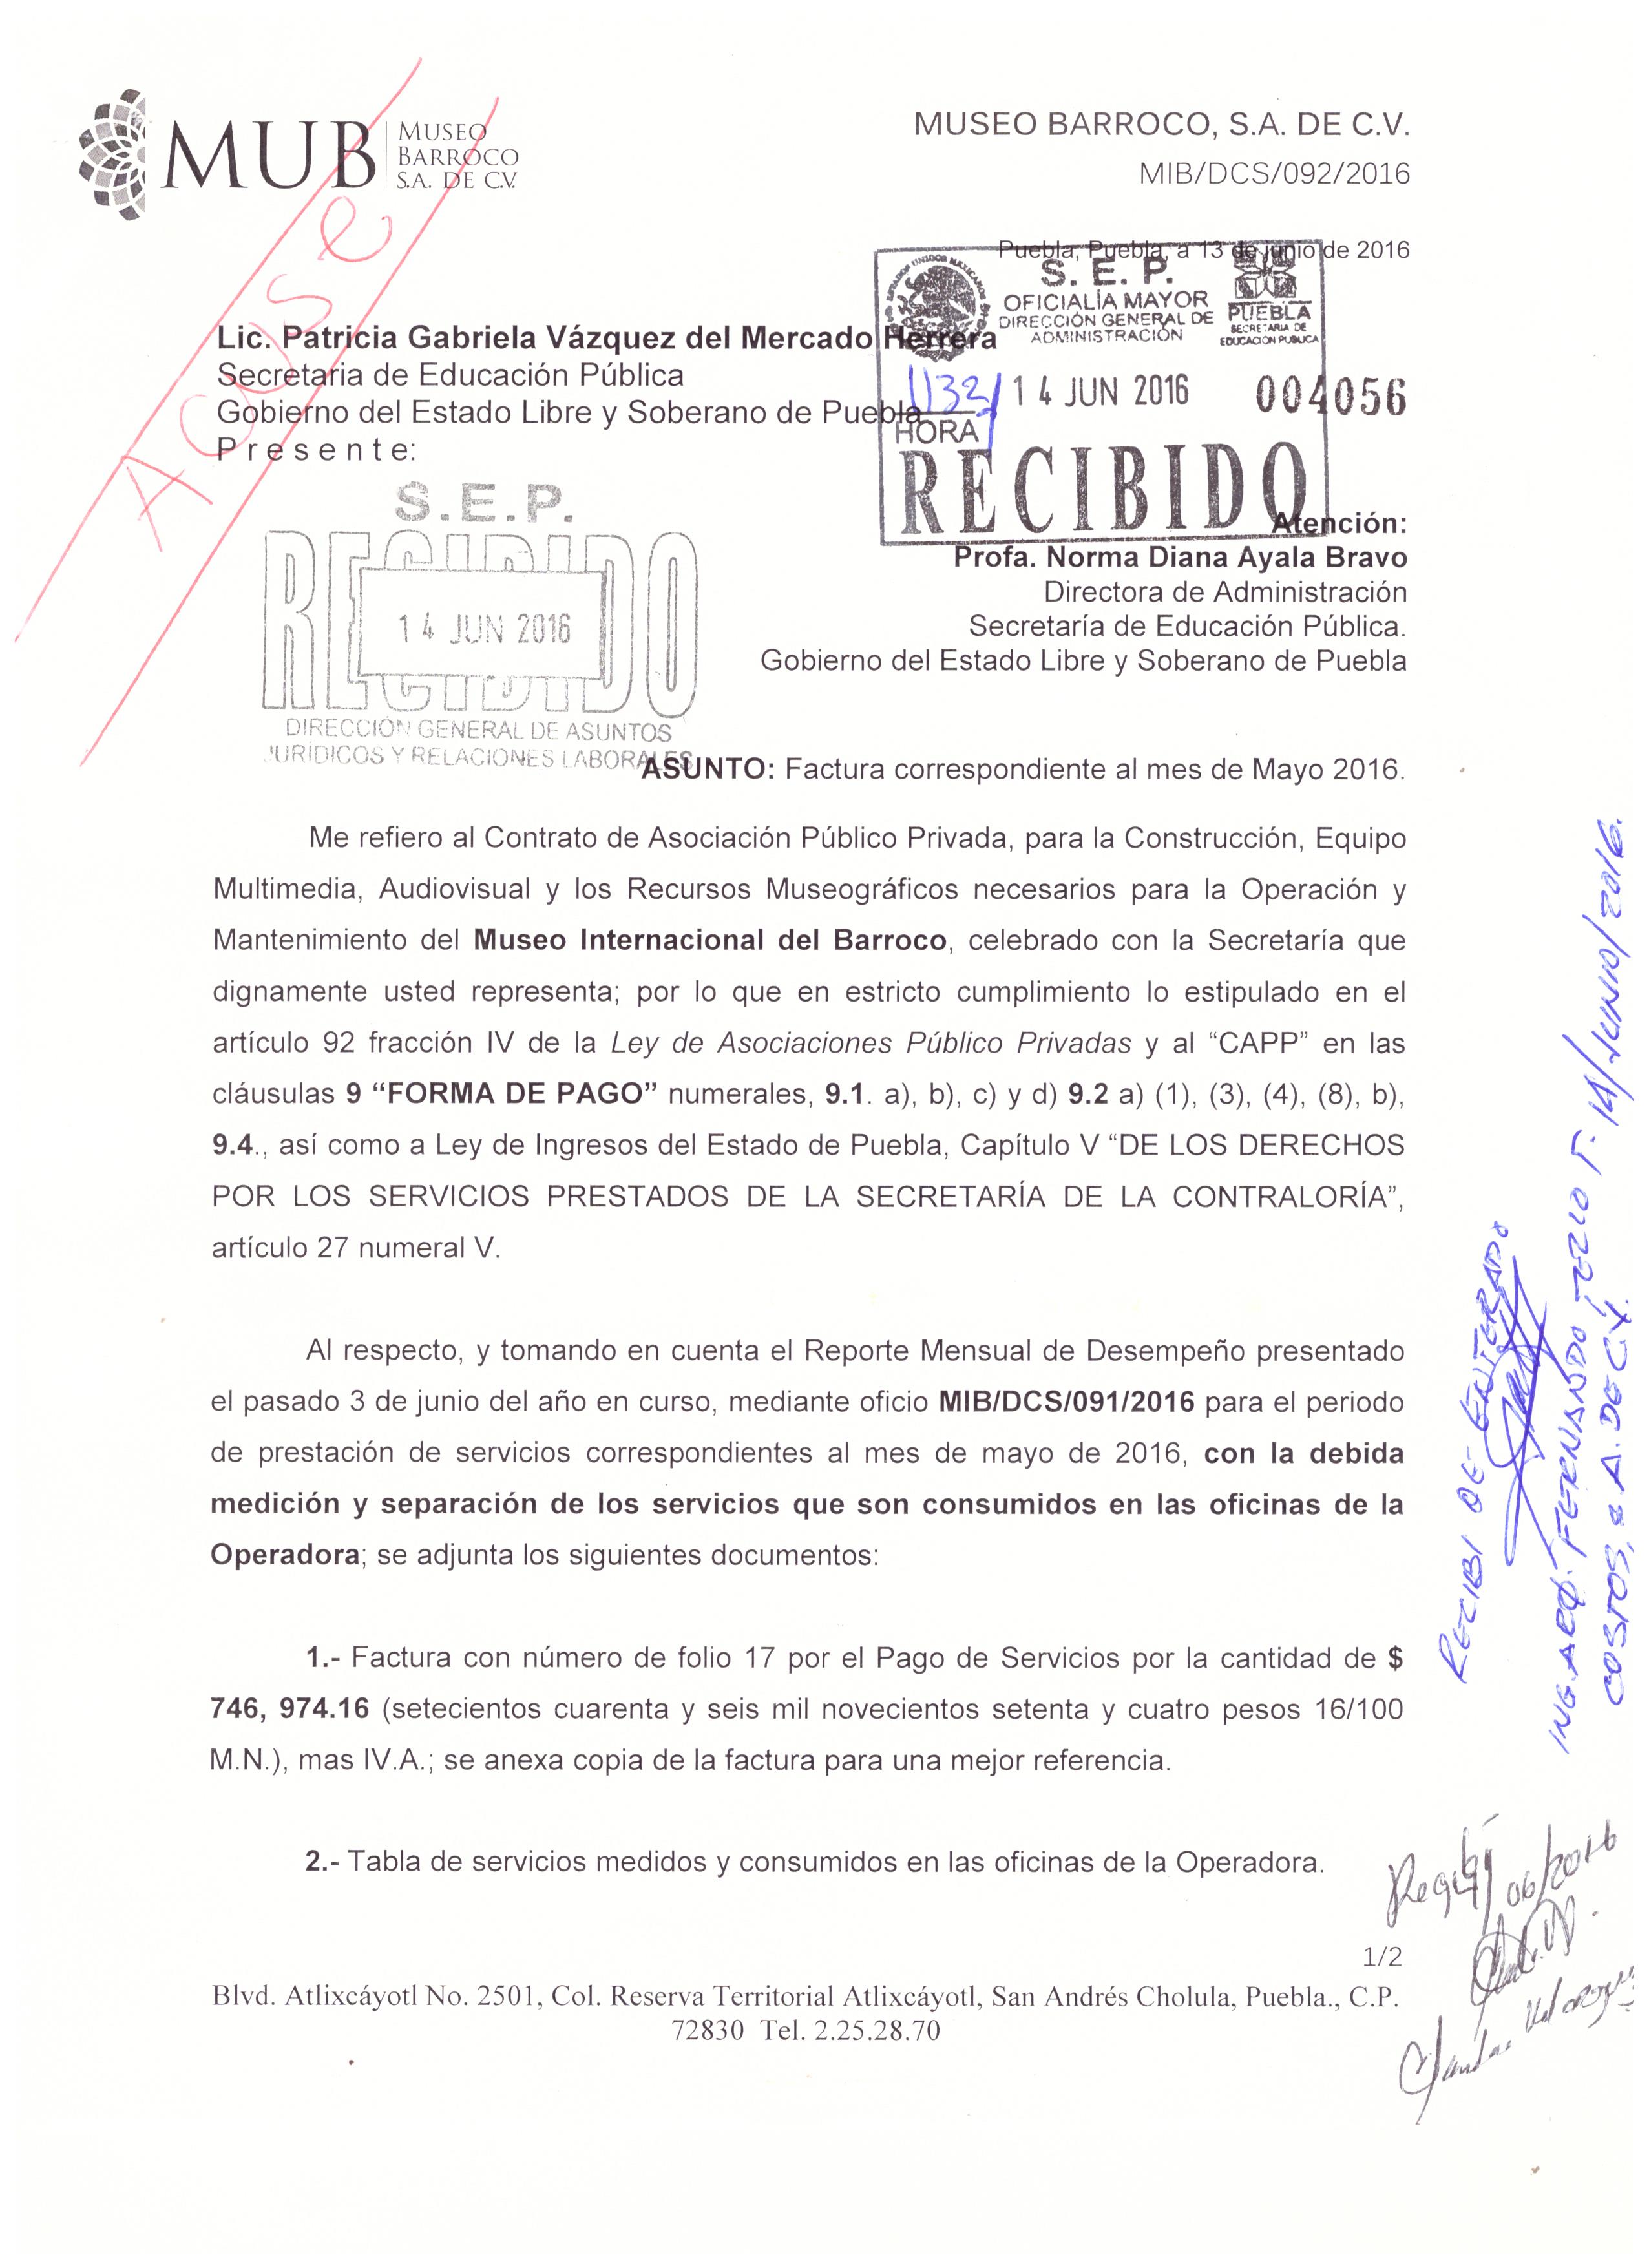 MUB MUSEO
BARROCO
S.A. DE C.V.
MUSEO BARROCO, S.A. DE C.V.
MIB/DCS/092/2016
Acuse
Puebla, Puebla, a 13 de junio de 2016
S. E. P.
OFICIALÍA MAYOR
DIRECCIÓN GENERAL DE
ADMINISTRACIÓN
ESTADOS UNIDOS MEXICANOS
PUEBLA
SECRETARIA DE
EDUCACIÓN PUBLICA
1132
HORA
14 JUN 2016
004056
RECIBIDO
Lic. Patricia Gabriela Vázquez del Mercado Herrera
Secretaria de Educación Pública
Gobierno del Estado Libre y Soberano de Puebla
P r e s e n t e:
S.E.P.
RECIBIDO
14 JUN 2016
DIRECCIÓN GENERAL DE ASUNTOS
JURÍDICOS Y RELACIONES LABORALES
Atención:
Profa. Norma Diana Ayala Bravo
Directora de Administración
Secretaría de Educación Pública.
Gobierno del Estado Libre y Soberano de Puebla
ASUNTO: Factura correspondiente al mes de Mayo 2016.
Me refiero al Contrato de Asociación Público Privada, para la Construcción, Equipo
Multimedia, Audiovisual y los Recursos Museográficos necesarios para la Operación y
Mantenimiento del Museo Internacional del Barroco, celebrado con la Secretaría que
dignamente usted representa; por lo que en estricto cumplimiento lo estipulado en el
artículo 92 fracción IV de la Ley de Asociaciones Público Privadas y al “CAPP” en las
cláusulas 9 “FORMA DE PAGO” numerales, 9.1. a), b), c) y d) 9.2 a) (1), (3), (4), (8), b),
9.4., así como a Ley de Ingresos del Estado de Puebla, Capítulo V “DE LOS DERECHOS
POR LOS SERVICIOS PRESTADOS DE LA SECRETARÍA DE LA CONTRALORÍA”,
artículo 27 numeral V.
Al respecto, y tomando en cuenta el Reporte Mensual de Desempeño presentado
el pasado 3 de junio del año en curso, mediante oficio MIB/DCS/091/2016 para el periodo
de prestación de servicios correspondientes al mes de mayo de 2016, con la debida
medición y separación de los servicios que son consumidos en las oficinas de la
Operadora; se adjunta los siguientes documentos:
1.- Factura con número de folio 17 por el Pago de Servicios por la cantidad de $
746, 974.16 (setecientos cuarenta y seis mil novecientos setenta y cuatro pesos 16/100
M.N.), mas IV.A.; se anexa copia de la factura para una mejor referencia.
2.- Tabla de servicios medidos y consumidos en las oficinas de la Operadora.
RECIBI DE ENTERADO
ING. ARQ. FERNANDO TELLO T. 14/JUNIO/2016.
COSTOS, S A. DE C.V.
06/2016
1/2
Blvd. Atlixcáyotl No. 2501, Col. Reserva Territorial Atlixcáyotl, San Andrés Cholula, Puebla., C.P.
72830 Tel. 2.25.28.70